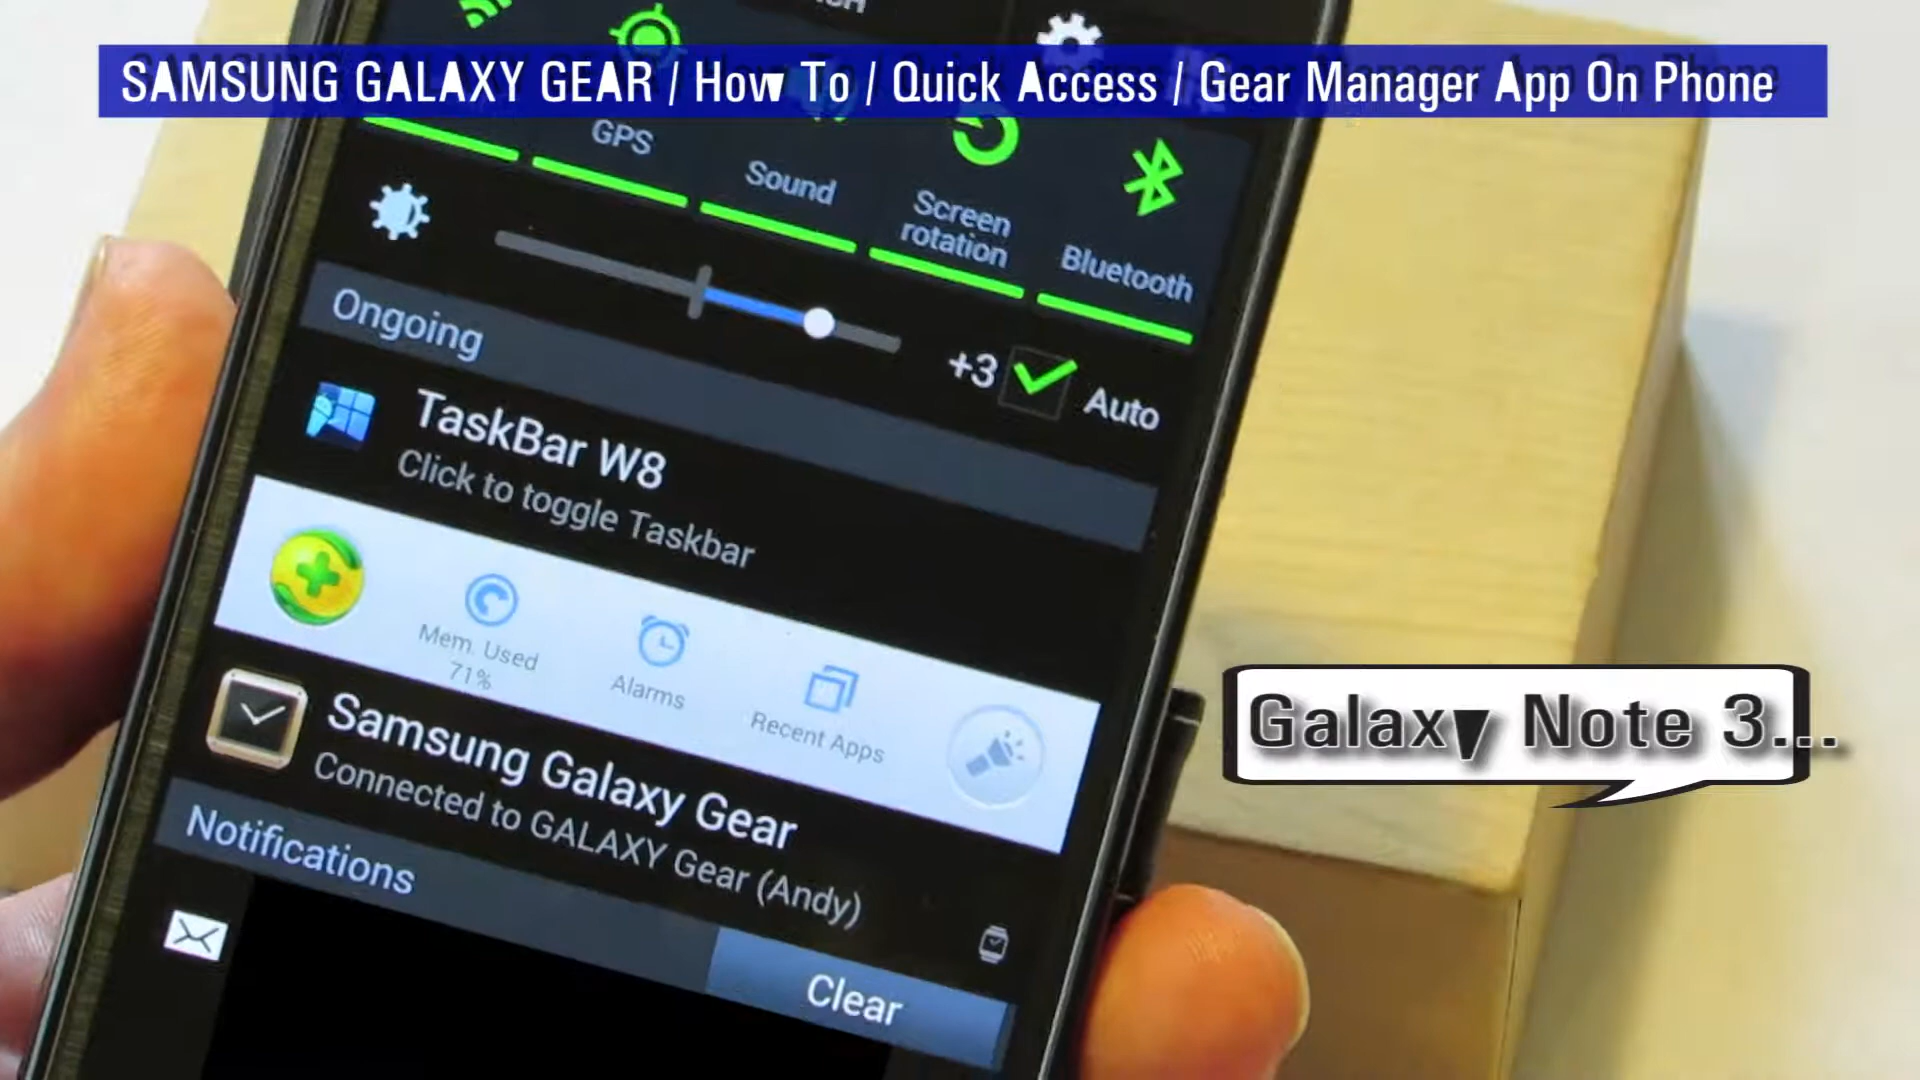 SAMSUNG GALAXY GEAR / How To / Quick Access / Gear Manager App On Phone
GPS
Sound
Screen
rotation
Bluetooth
+3
Auto
Ongoing
TaskBar W8
Click to toggle Taskbar
Mem. Used
71%
Alarms
Recent Apps
Samsung Galaxy Gear
Connected to GALAXY Gear (Andy)
Galaxy Note 3...
Notifications
Clear